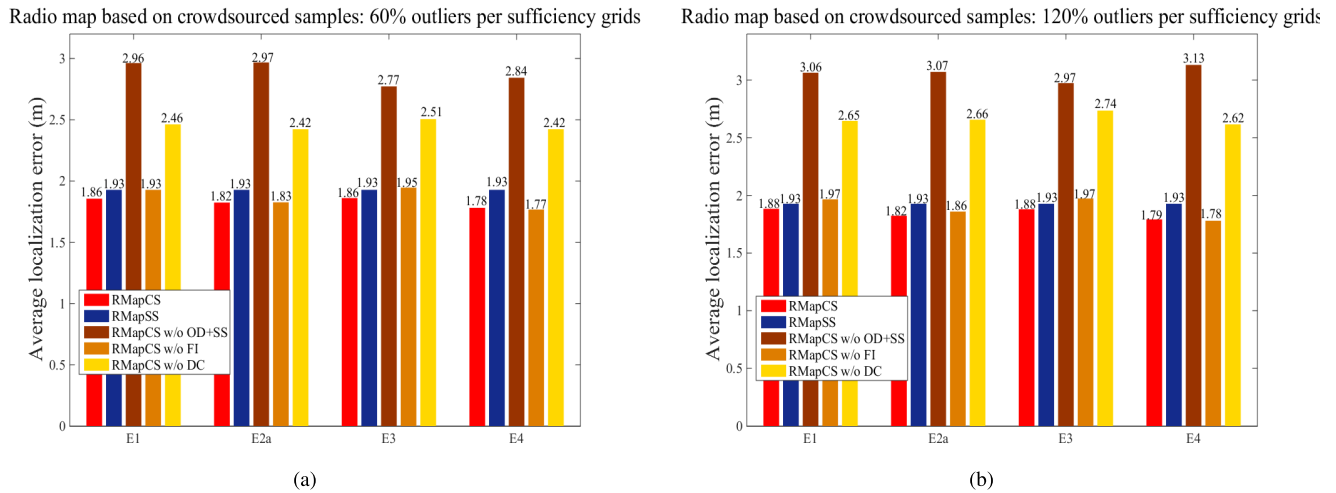 Radio map based on crowdsourced samples: 60% outliers per sufficiency grids
Average localization error (m)
3
2.5
2
1.5
1
0.5
0
1.86
1.93
2.96
1.93
2.46
1.82
1.93
2.97
1.83
2.42
1.86
1.93
2.77
1.95
2.51
1.78
1.93
2.84
1.77
2.42
RMapCS
RMapSS
RMapCS w/o OD+SS
RMapCS w/o FI
RMapCS w/o DC
E1
E2a
E3
E4
(a)
Radio map based on crowdsourced samples: 120% outliers per sufficiency grids
Average localization error (m)
3
2.5
2
1.5
1
0.5
0
1.88
1.93
3.06
1.97
2.65
1.82
1.93
3.07
1.86
2.66
1.88
1.93
2.97
1.97
2.74
1.79
1.93
3.13
1.78
2.62
RMapCS
RMapSS
RMapCS w/o OD+SS
RMapCS w/o FI
RMapCS w/o DC
E1
E2a
E3
E4
(b)